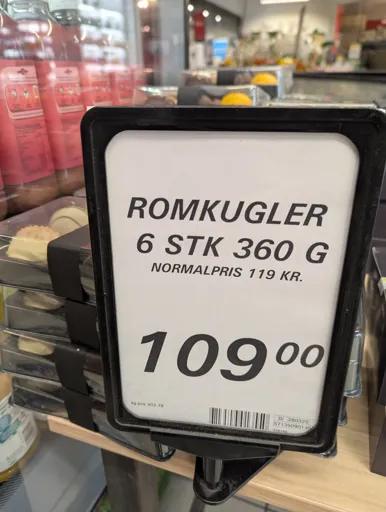 ROMKUGLER
6 STK 360 G
NORMALPRIS 119 KR.
109⁰⁰